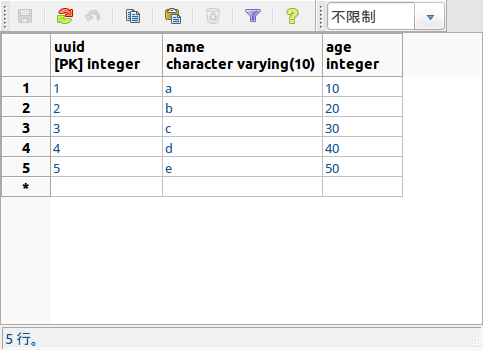 不限制
uuid name age
[PK] integer character varying(10) integer
1 1 a 10
2 2 b 20
3 3 c 30
4 4 d 40
5 5 e 50
*
5 行。